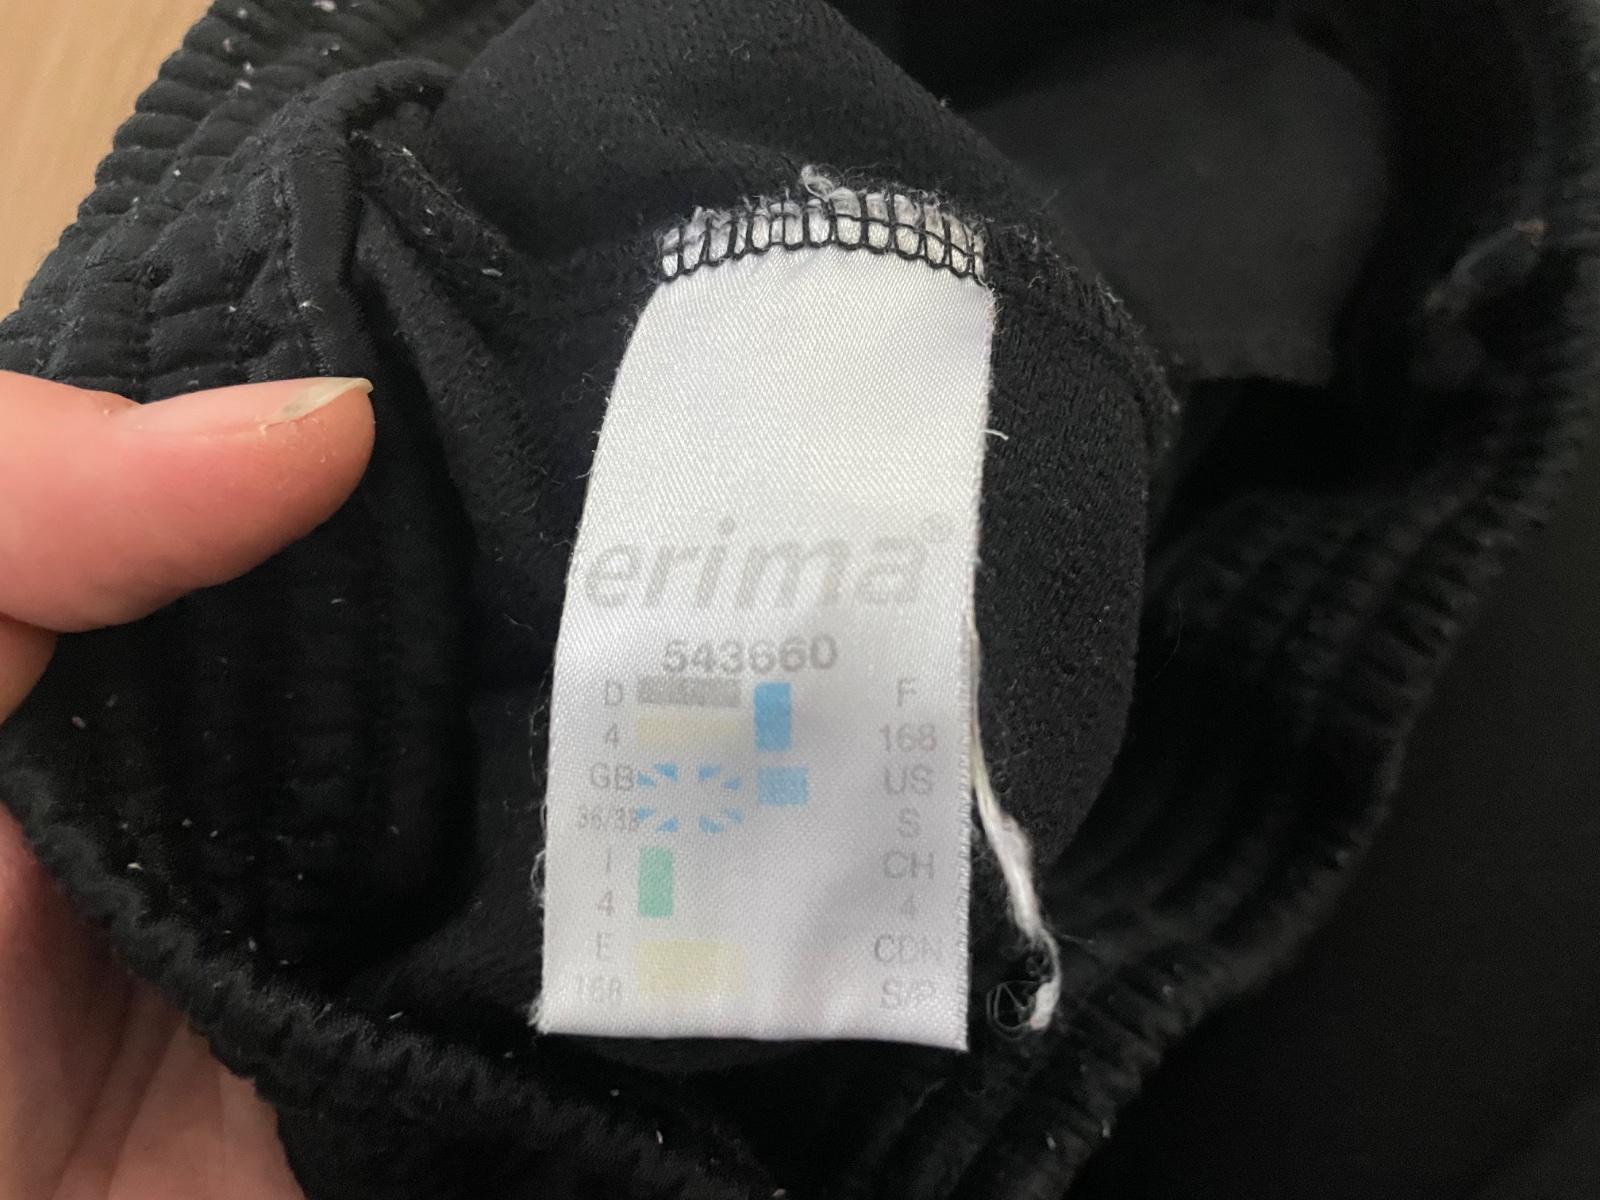 erima®
543660
D F
4 168
GB US
36/38 S
I CH
4 4
E CDN
168 S/P